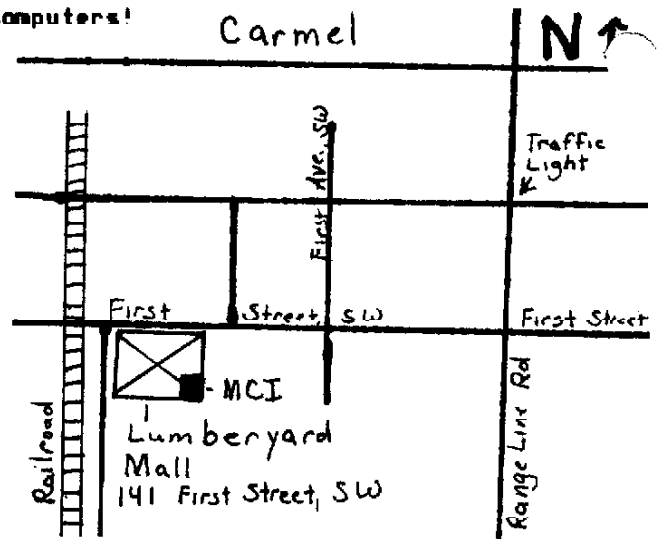 omputers!
Carmel
N
Traffic
Light
First Ave. SW
First Street, SW
First Street
MCI
Lumberyard
Mall
141 First Street, SW
Railroad
Range Line Rd